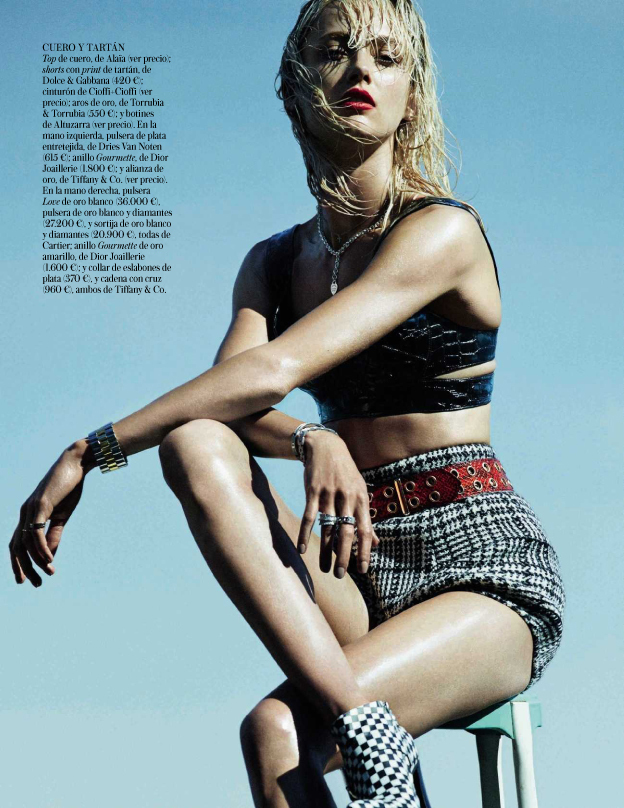 CUERO Y TARTÁN
Top de cuero, de Alaïa (ver precio);
shorts con print de tartán, de
Dolce & Gabbana (420 €);
cinturón de Cioffi+Cioffi (ver
precio); aros de oro, de Torrubia
& Torrubia (550 €); y botines
de Altuzarra (ver precio). En la
mano izquierda, pulsera de plata
entretejida, de Dries Van Noten
(615 €); anillo Gourmette, de Dior
Joaillerie (1.800 €); y alianza de
oro, de Tiffany & Co. (ver precio).
En la mano derecha, pulsera
Love de oro blanco (36.000 €),
pulsera de oro blanco y diamantes
(27.200 €), y sortija de oro blanco
y diamantes (20.900 €), todas de
Cartier; anillo Gourmette de oro
amarillo, de Dior Joaillerie
(1.600 €); y collar de eslabones de
plata (370 €), y cadena con cruz
(960 €), ambos de Tiffany & Co.